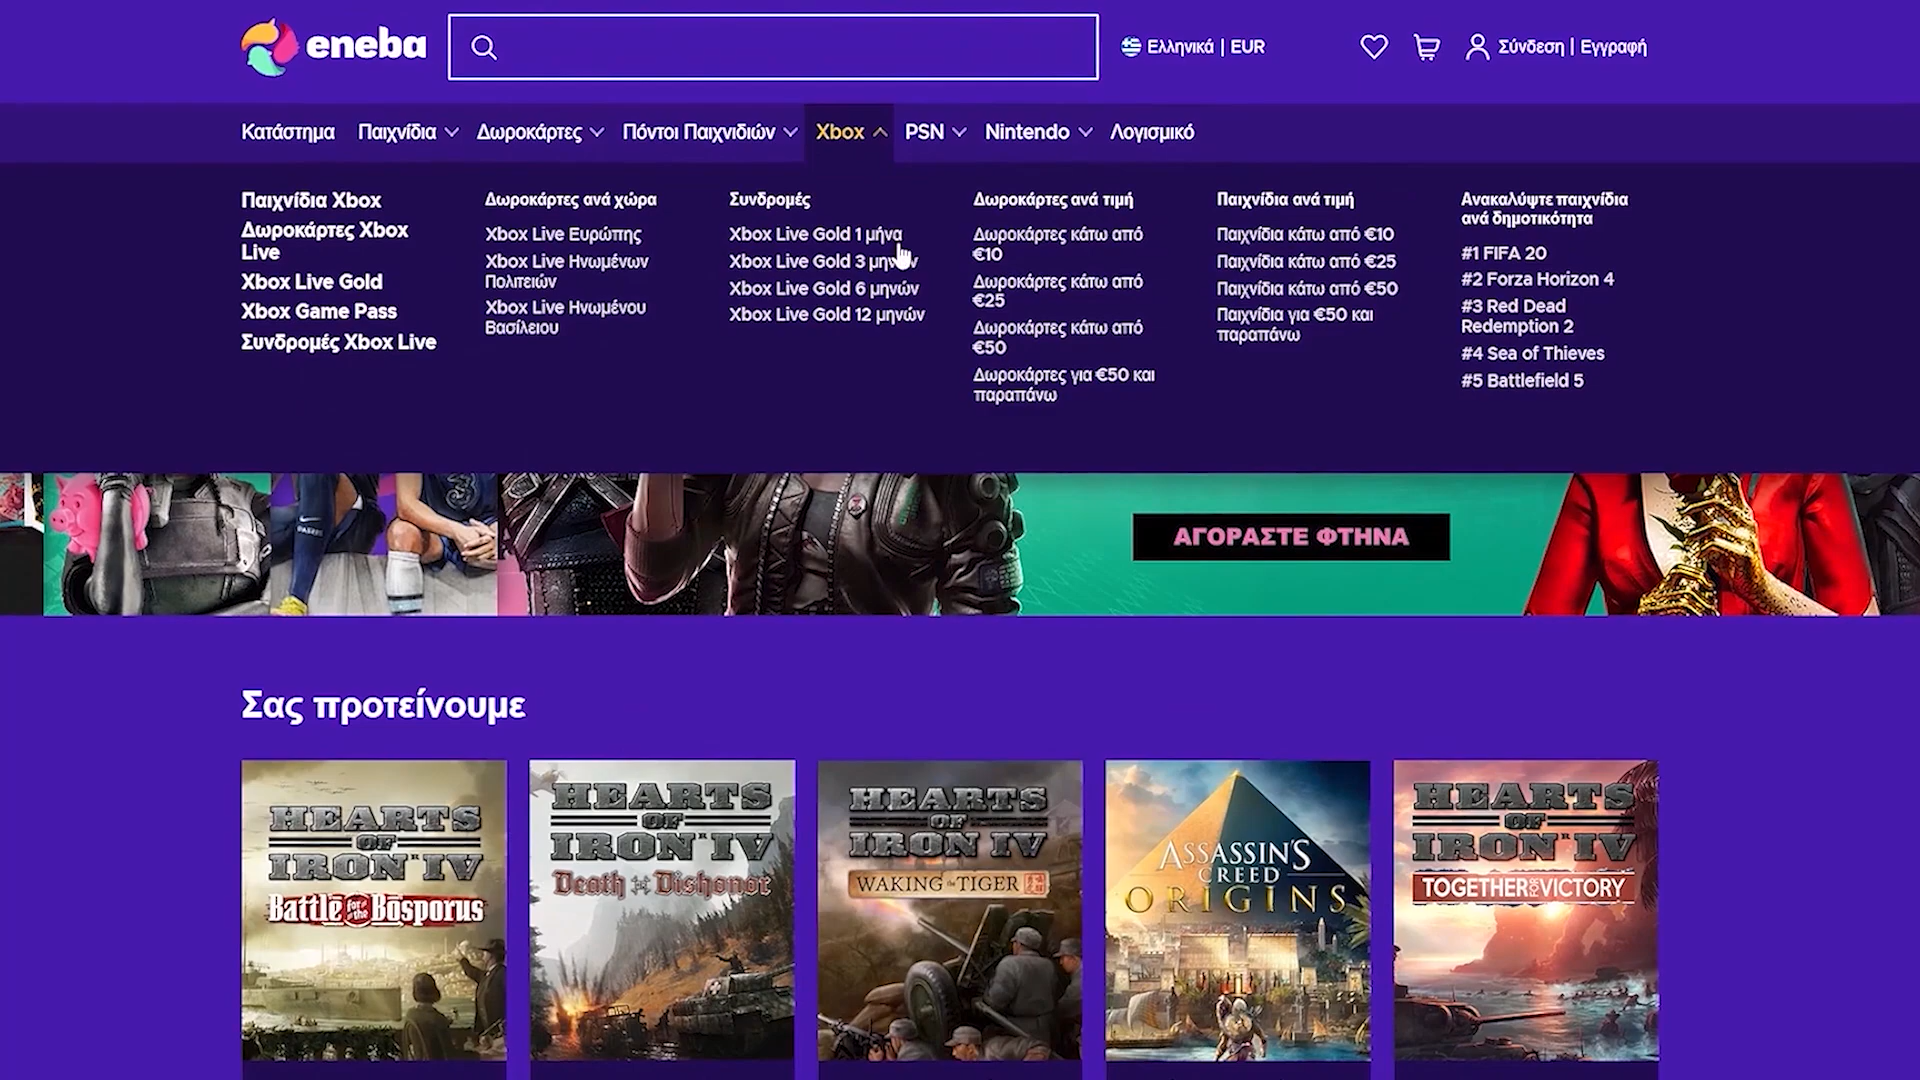 eneba
Ελληνικά | EUR
Σύνδεση | Εγγραφή
Κατάστημα
Παιχνίδια
Δωροκάρτες
Πόντοι Παιχνιδιών
Xbox
PSN
Nintendo
Λογισμικό
Παιχνίδια Xbox
Δωροκάρτες Xbox
Live
Xbox Live Gold
Xbox Game Pass
Συνδρομές Xbox Live
Δωροκάρτες ανά χώρα
Xbox Live Ευρώπης
Xbox Live Ηνωμένων
Πολιτειών
Xbox Live Ηνωμένου
Βασίλειου
Συνδρομές
Xbox Live Gold 1 μήνα
Xbox Live Gold 3 μηνών
Xbox Live Gold 6 μηνών
Xbox Live Gold 12 μηνών
Δωροκάρτες ανά τιμή
Δωροκάρτες κάτω από
€10
Δωροκάρτες κάτω από
€25
Δωροκάρτες κάτω από
€50
Δωροκάρτες για €50 και
παραπάνω
Παιχνίδια ανά τιμή
Παιχνίδια κάτω από €10
Παιχνίδια κάτω από €25
Παιχνίδια κάτω από €50
Παιχνίδια για €50 και
παραπάνω
Ανακαλύψτε παιχνίδια
ανά δημοτικότητα
#1 FIFA 20
#2 Forza Horizon 4
#3 Red Dead
Redemption 2
#4 Sea of Thieves
#5 Battlefield 5
ΑΓΟΡΑΣΤΕ ΦΤΗΝΑ
Σας προτείνουμε
HEARTS
OF
IRON IV
Battle for the Bosporus
HEARTS
OF
IRON IV
Death or Dishonor
HEARTS
OF
IRON IV
WAKING THE TIGER
ASSASSIN'S
CREED
ORIGINS
HEARTS
OF
IRON IV
TOGETHER FOR VICTORY